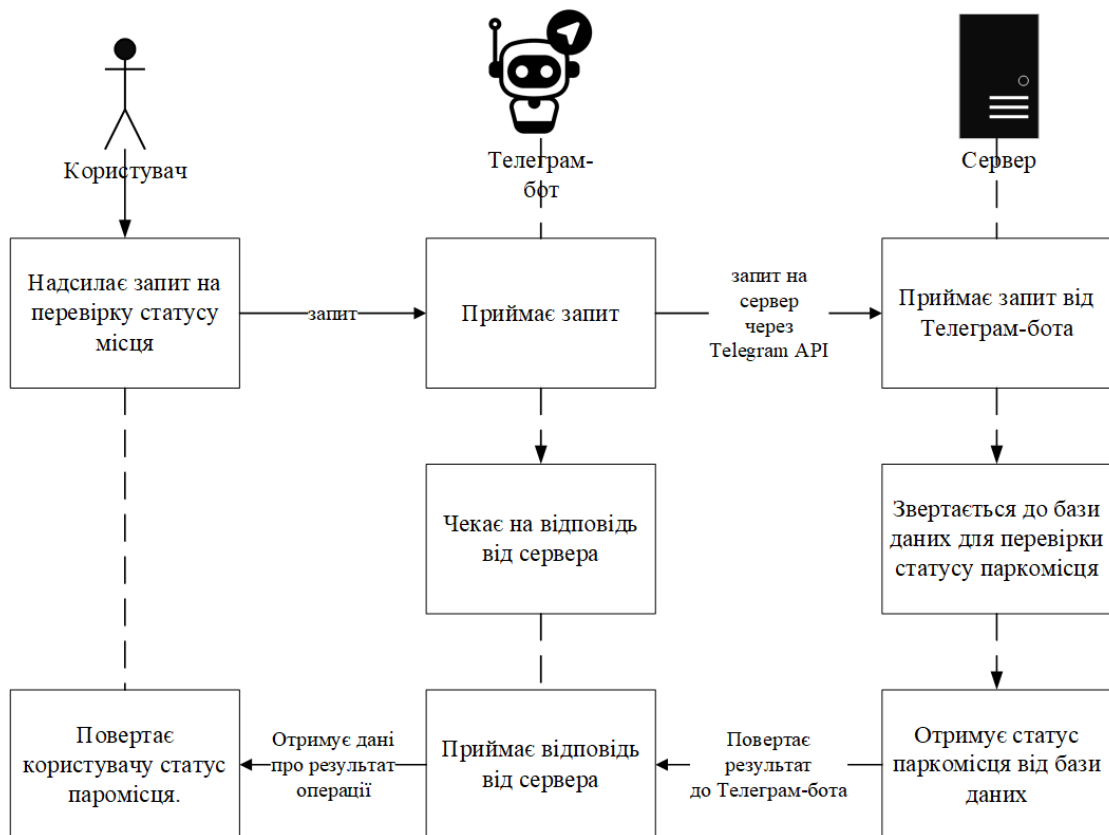 Користувач
Телеграм-
бот
Сервер
Надсилає запит на
перевірку статусу
місця
запит
Приймає запит
запит на
сервер
через
Telegram API
Приймає запит від
Телеграм-бота
Чекає на відповідь
від сервера
Звертається до бази
даних для перевірки
статусу паркомісця
Повертає
користувачу статус
паромісця.
Отримує дані
про результат
операції
Приймає відповідь
від сервера
Повертає
результат
до Телеграм-бота
Отримує статус
паркомісця від бази
даних